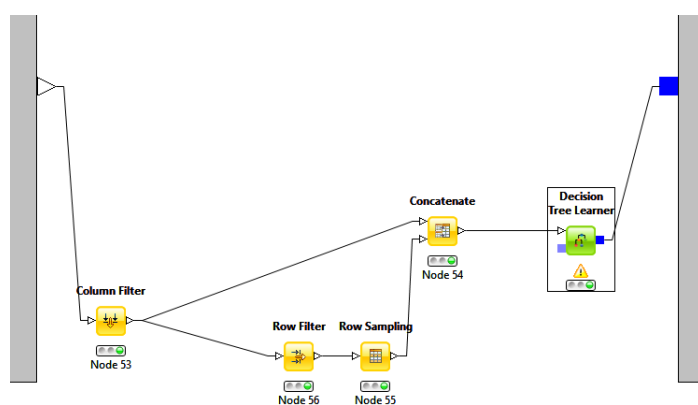 Decision
Tree Learner
Concatenate
Node 54
Column Filter
Node 53
Row Filter
Row Sampling
Node 56
Node 55